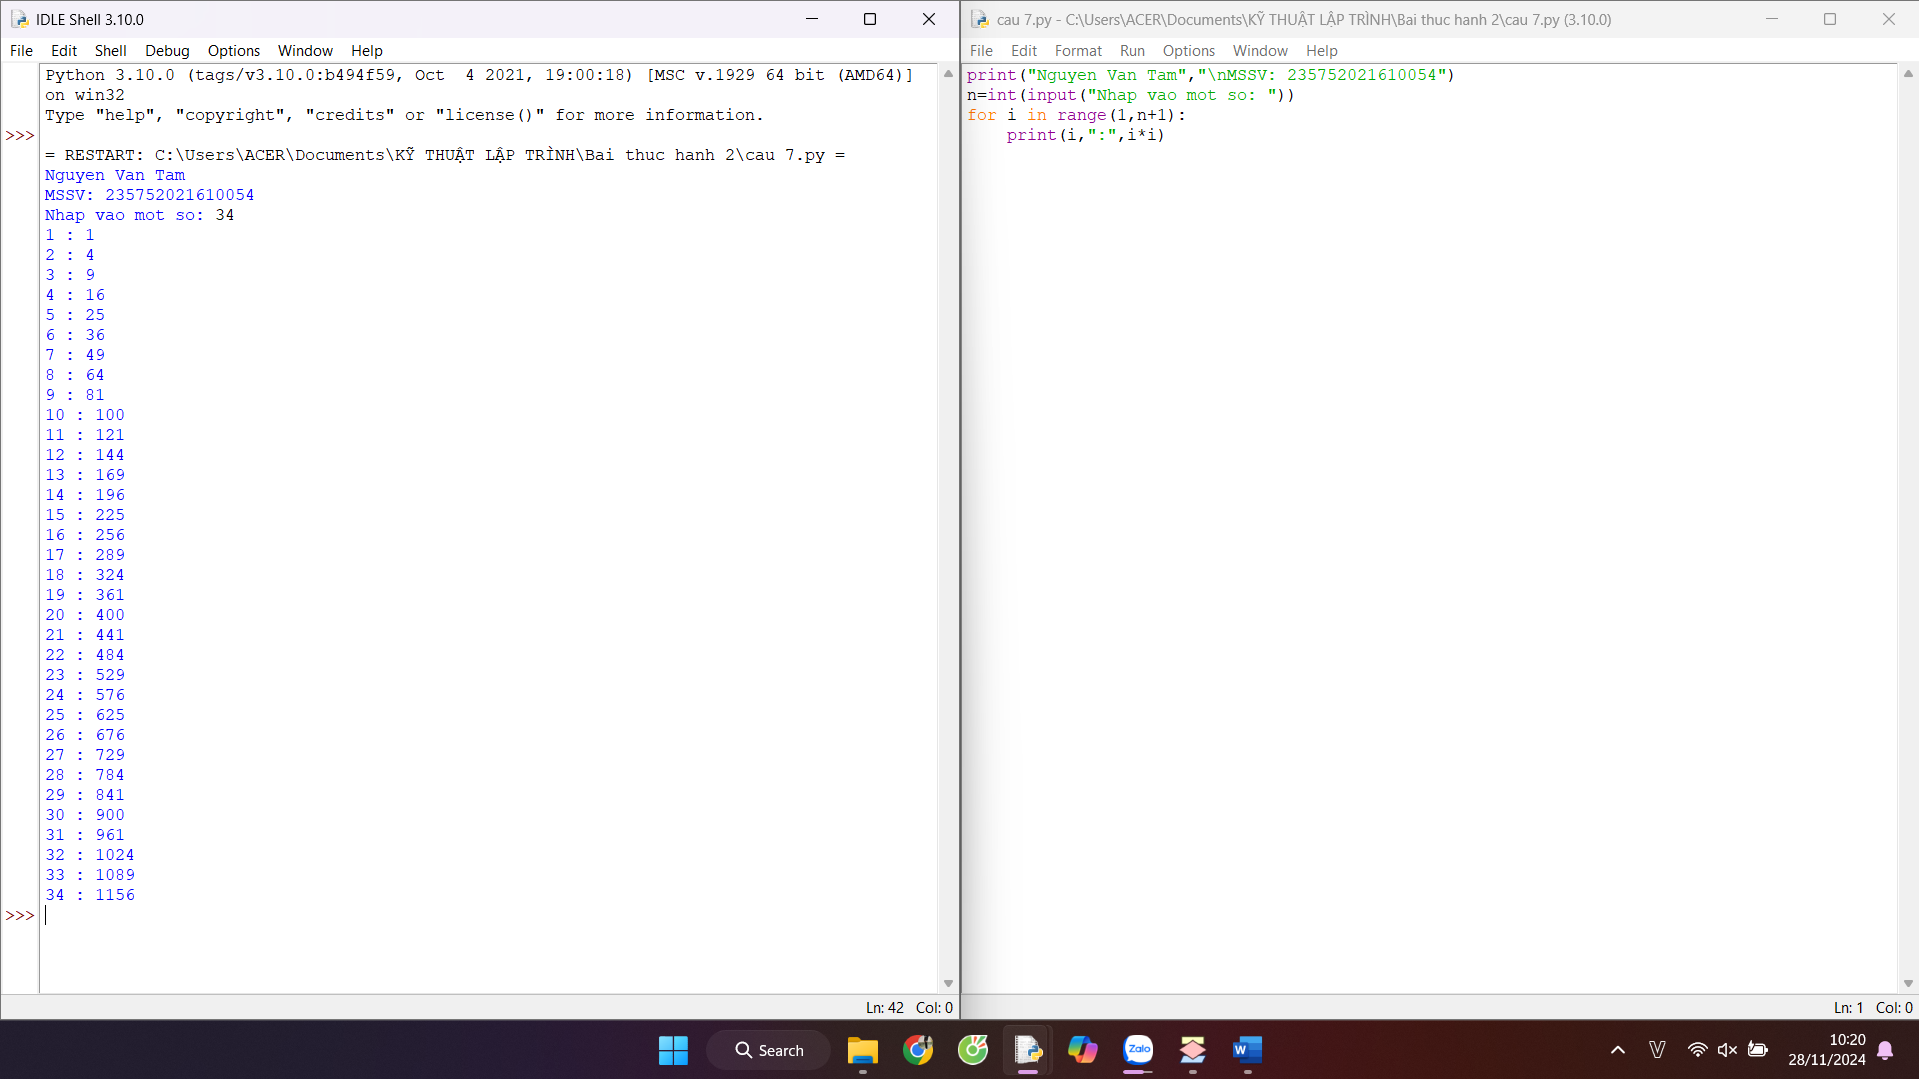 IDLE Shell 3.10.0
File Edit Shell Debug Options Window Help
Python 3.10.0 (tags/v3.10.0:b494f59, Oct  4 2021, 19:00:18) [MSC v.1929 64 bit (AMD64)]
on win32
Type "help", "copyright", "credits" or "license()" for more information.
>>>
= RESTART: C:\Users\ACER\Documents\KỸ THUẬT LẬP TRÌNH\Bai thuc hanh 2\cau 7.py =
Nguyen Van Tam
MSSV: 235752021610054
Nhap vao mot so: 34
1 : 1
2 : 4
3 : 9
4 : 16
5 : 25
6 : 36
7 : 49
8 : 64
9 : 81
10 : 100
11 : 121
12 : 144
13 : 169
14 : 196
15 : 225
16 : 256
17 : 289
18 : 324
19 : 361
20 : 400
21 : 441
22 : 484
23 : 529
24 : 576
25 : 625
26 : 676
27 : 729
28 : 784
29 : 841
30 : 900
31 : 961
32 : 1024
33 : 1089
34 : 1156
>>>
Ln: 42 Col: 0
cau 7.py - C:\Users\ACER\Documents\KỸ THUẬT LẬP TRÌNH\Bai thuc hanh 2\cau 7.py (3.10.0)
File Edit Format Run Options Window Help
print("Nguyen Van Tam","\nMSSV: 235752021610054")
n=int(input("Nhap vao mot so: "))
for i in range(1,n+1):
    print(i,":",i*i)
Ln: 1 Col: 0
Search
Zalo
W
V
10:20
28/11/2024